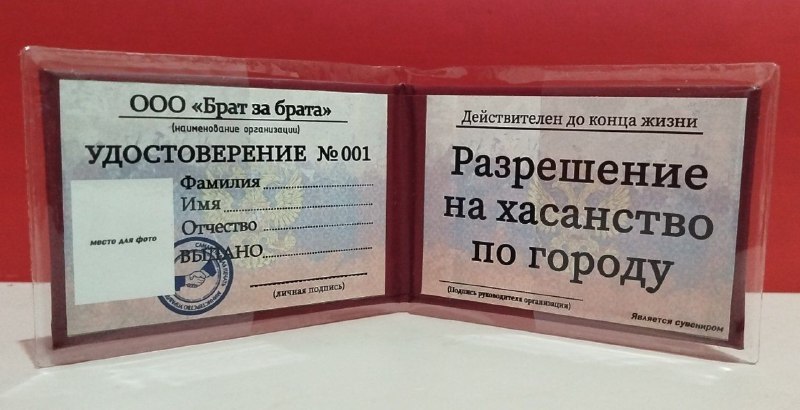 ООО «Брат за брата»
(наименование организации)
УДОСТОВЕРЕНИЕ №001
Фамилия
Имя
Отчество
ВЫДАНО
место для фото
(личная подпись)
Действителен до конца жизни
Разрешение
на хасанство
по городу
(Подпись руководителя организации)
Является сувениром